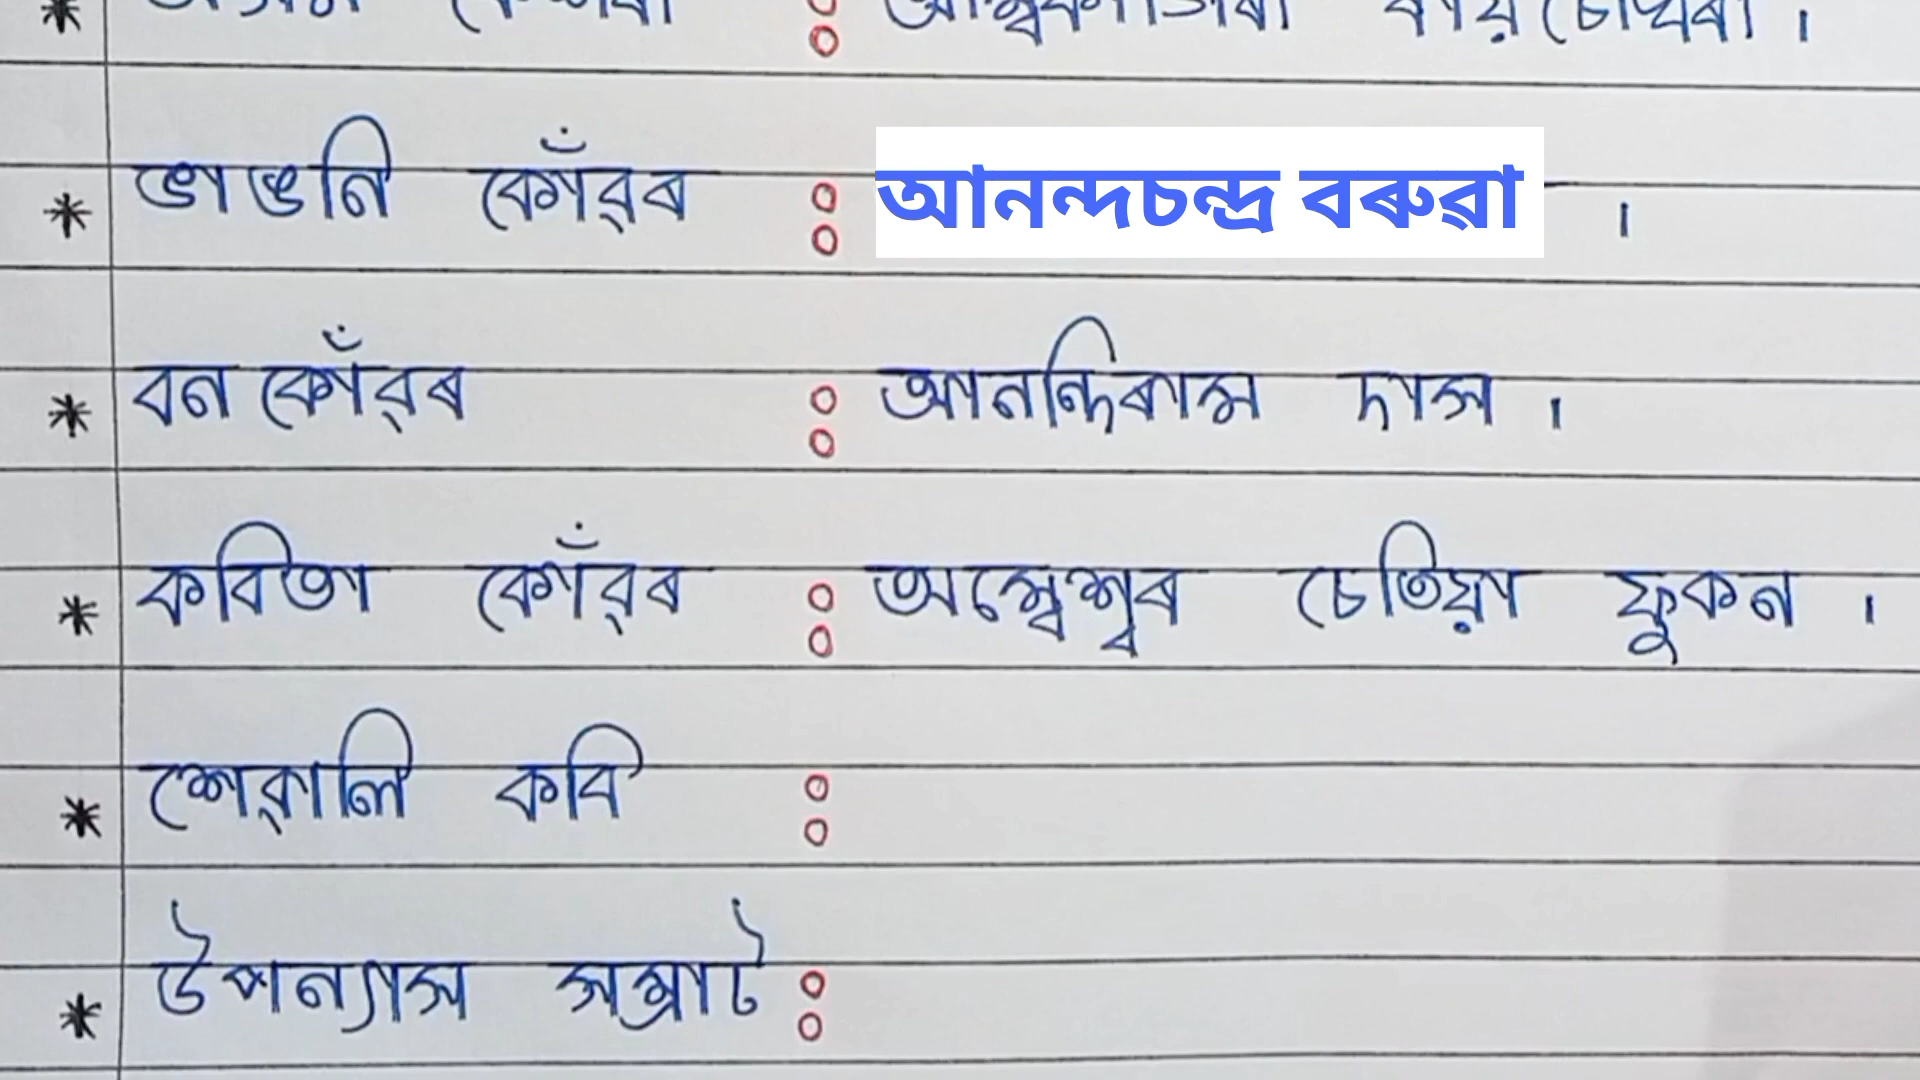 ভাঙনি কোঁৱৰ : আনন্দচন্দ্ৰ বৰুৱা ।
বন কোঁৱৰ : আনন্দিৰাম দাস ।
কবিতা কোঁৱৰ : অম্বেশ্বৰ চেতিয়া ফুকন ।
শেৱালি কবি :
উপন্যাস সম্ৰাট :